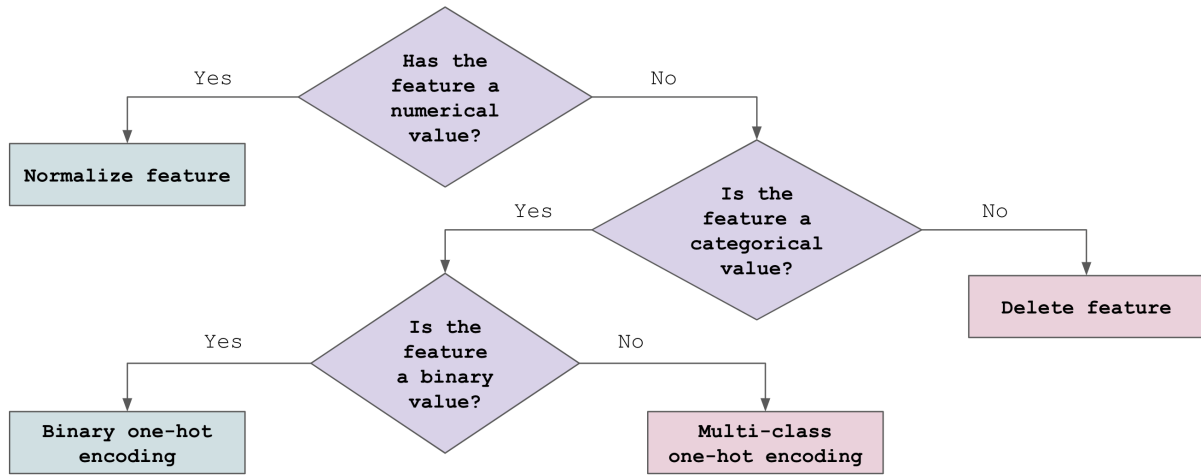 Has the
feature a
numerical
value?
Yes
No
Normalize feature
Is the
feature a
categorical
value?
Yes
No
Delete feature
Is the
feature
a binary
value?
Yes
No
Binary one-hot
encoding
Multi-class
one-hot encoding